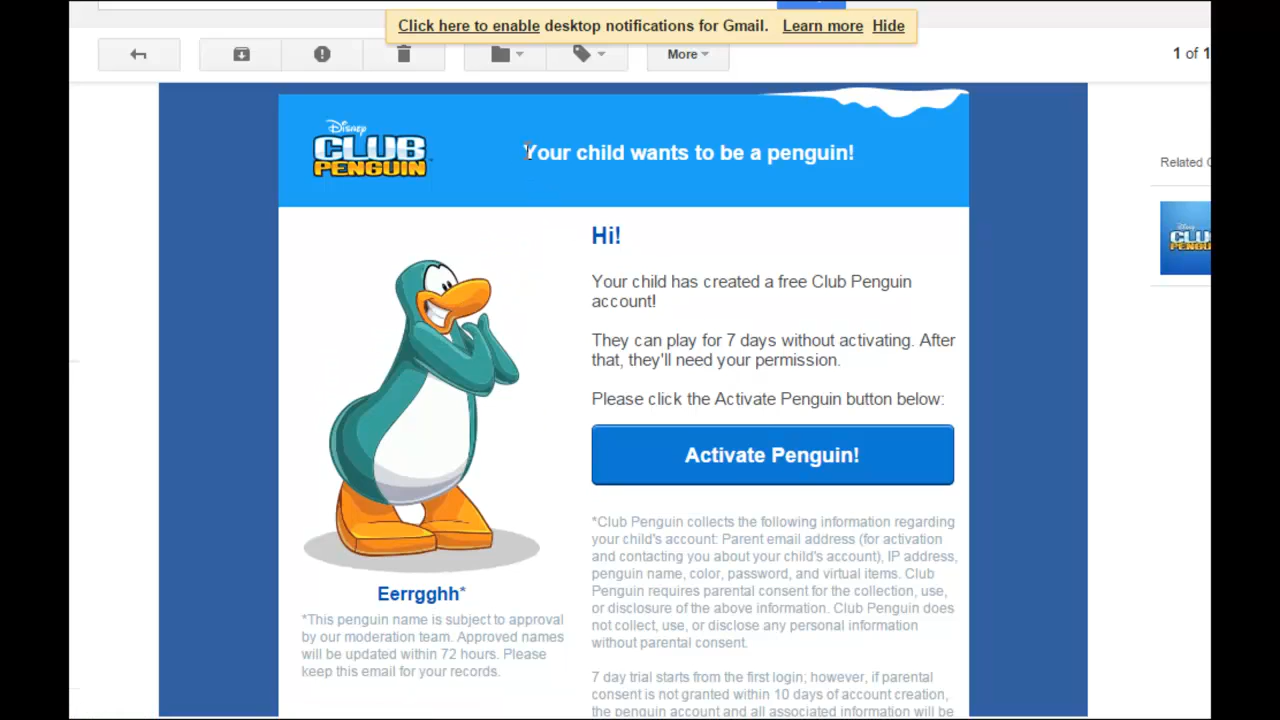 Click here to enable desktop notifications for Gmail. Learn more Hide
More
1 of 1
Disney
CLUB
PENGUIN
Your child wants to be a penguin!
Related
Disney
CLU
PENGU
Hi!
Your child has created a free Club Penguin
account!
They can play for 7 days without activating. After
that, they'll need your permission.
Please click the Activate Penguin button below:
Activate Penguin!
*Club Penguin collects the following information regarding
your child's account: Parent email address (for activation
and contacting you about your child's account), IP address,
penguin name, color, password, and virtual items. Club
Penguin requires parental consent for the collection, use,
or disclosure of the above information. Club Penguin does
not collect, use, or disclose any personal information
without parental consent.
7 day trial starts from the first login; however, if parental
consent is not granted within 10 days of account creation,
the penguin account and all associated information will be
Eerrgghh*
*This penguin name is subject to approval
by our moderation team. Approved names
will be updated within 72 hours. Please
keep this email for your records.